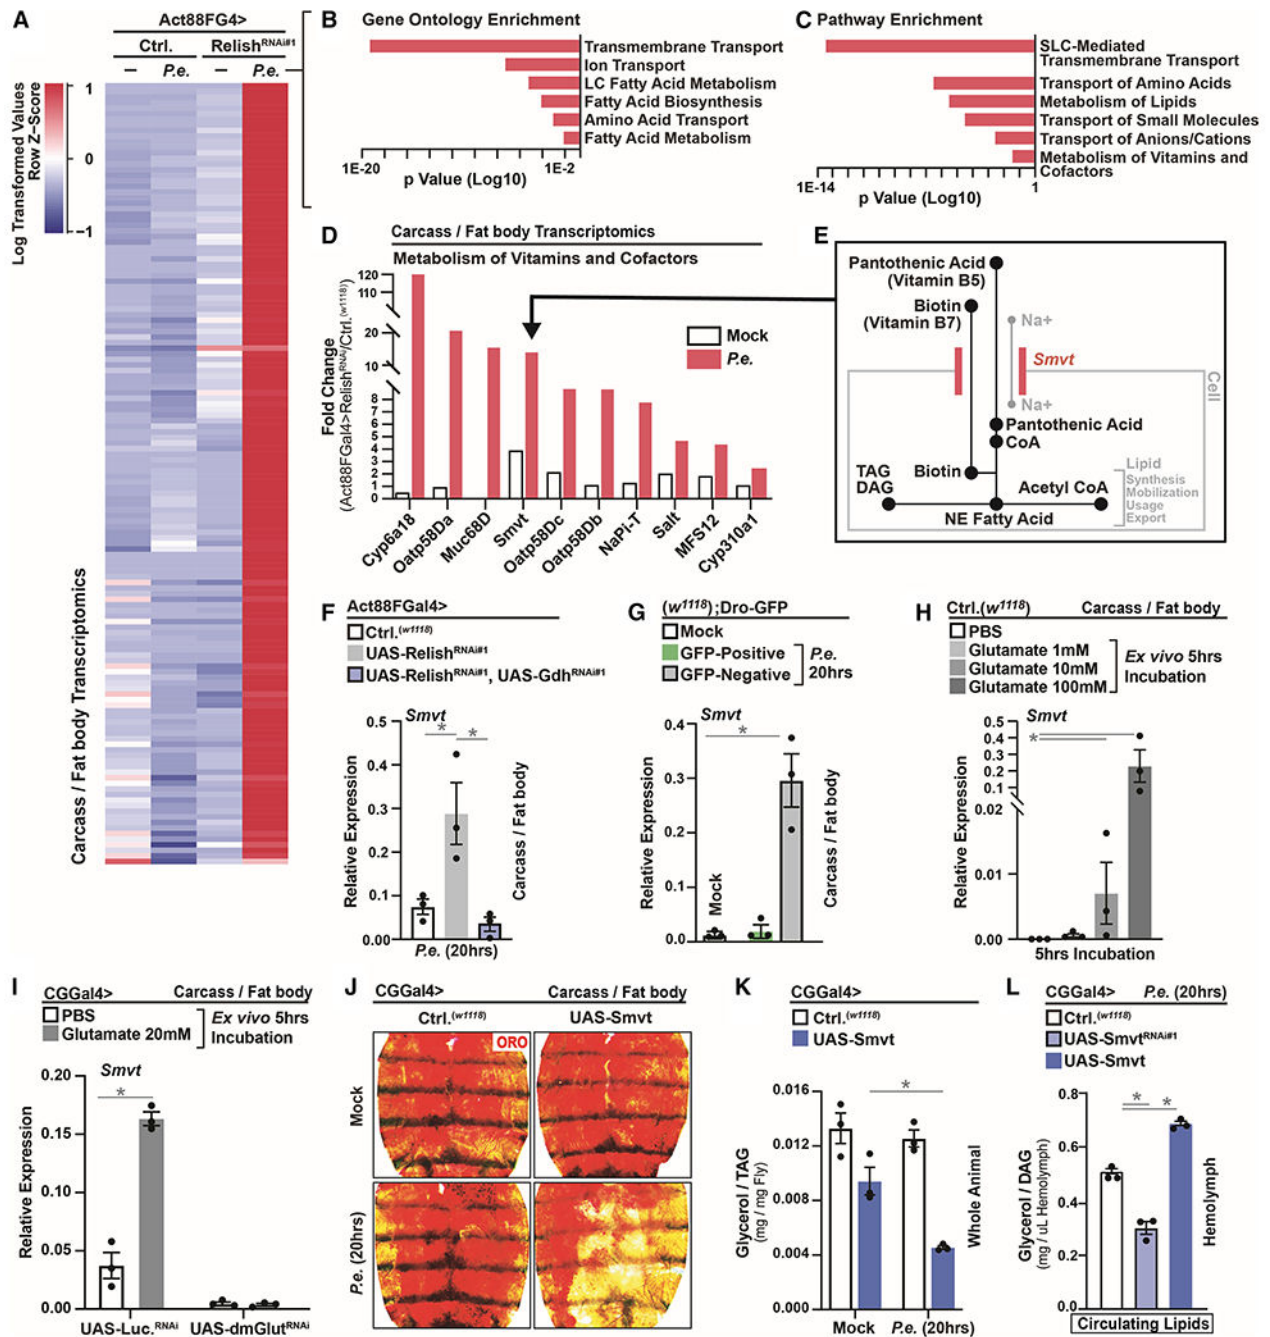 A
Act88FG4>
Ctrl.
Relish^RNAi#1
–
P.e.
–
P.e.
Log Transformed Values
Row Z–Score
1
0
–1
Carcass / Fat body Transcriptomics
B
Gene Ontology Enrichment
Transmembrane Transport
Ion Transport
LC Fatty Acid Metabolism
Fatty Acid Biosynthesis
Amino Acid Transport
Fatty Acid Metabolism
1E-20
1E-2
p Value (Log10)
C
Pathway Enrichment
SLC-Mediated
Transmembrane Transport
Transport of Amino Acids
Metabolism of Lipids
Transport of Small Molecules
Transport of Anions/Cations
Metabolism of Vitamins and
Cofactors
1E-14
1
p Value (Log10)
D
Carcass / Fat body Transcriptomics
Metabolism of Vitamins and Cofactors
Fold Change
(Act88FGal4>Relish^RNAi/Ctrl.(w1118))
120
110
20
10
8
7
6
5
4
3
2
1
0
Mock
P.e.
Cyp6a18
Oatp58Da
Muc68D
Smvt
Oatp58Dc
Oatp58Db
NaPi-T
Salt
MFS12
Cyp310a1
E
Pantothenic Acid
(Vitamin B5)
Biotin
(Vitamin B7)
Na+
Smvt
Cell
Na+
Pantothenic Acid
CoA
Biotin
TAG
DAG
Acetyl CoA
NE Fatty Acid
Lipid
Synthesis
Mobilization
Usage
Export
F
Act88FGal4>
Ctrl.(w1118)
UAS-Relish^RNAi#1
UAS-Relish^RNAi#1, UAS-Gdh^RNAi#1
Smvt
* *
Relative Expression
0.5
0.4
0.3
0.2
0.1
0.00
P.e. (20hrs)
Carcass / Fat body
G
(w1118);Dro-GFP
Mock
GFP-Positive
GFP-Negative
P.e.
20hrs
Smvt
*
Relative Expression
0.4
0.3
0.2
0.1
0.0
Mock
Carcass / Fat body
H
Ctrl.(w1118)
Carcass / Fat body
PBS
Glutamate 1mM
Glutamate 10mM
Glutamate 100mM
Ex vivo 5hrs
Incubation
Smvt
*
Relative Expression
0.5
0.4
0.3
0.2
0.1
0.02
0.01
0.00
5hrs Incubation
I
CGGal4>
Carcass / Fat body
PBS
Glutamate 20mM
Ex vivo 5hrs
Incubation
Smvt
*
Relative Expression
0.20
0.15
0.10
0.05
0.00
UAS-Luc.^RNAi
UAS-dmGlut^RNAi
J
CGGal4>
Carcass / Fat body
Ctrl.(w1118)
UAS-Smvt
ORO
Mock
P.e. (20hrs)
K
CGGal4>
Ctrl.(w1118)
UAS-Smvt
*
Glycerol / TAG
(mg / mg Fly)
0.016
0.012
0.008
0.004
0.000
Mock
P.e. (20hrs)
Whole Animal
L
CGGal4>
P.e. (20hrs)
Ctrl.(w1118)
UAS-Smvt^RNAi#1
UAS-Smvt
* *
Glycerol / DAG
(mg / uL Hemolymph)
0.8
0.6
0.4
0.2
0.0
Circulating Lipids
Hemolymph